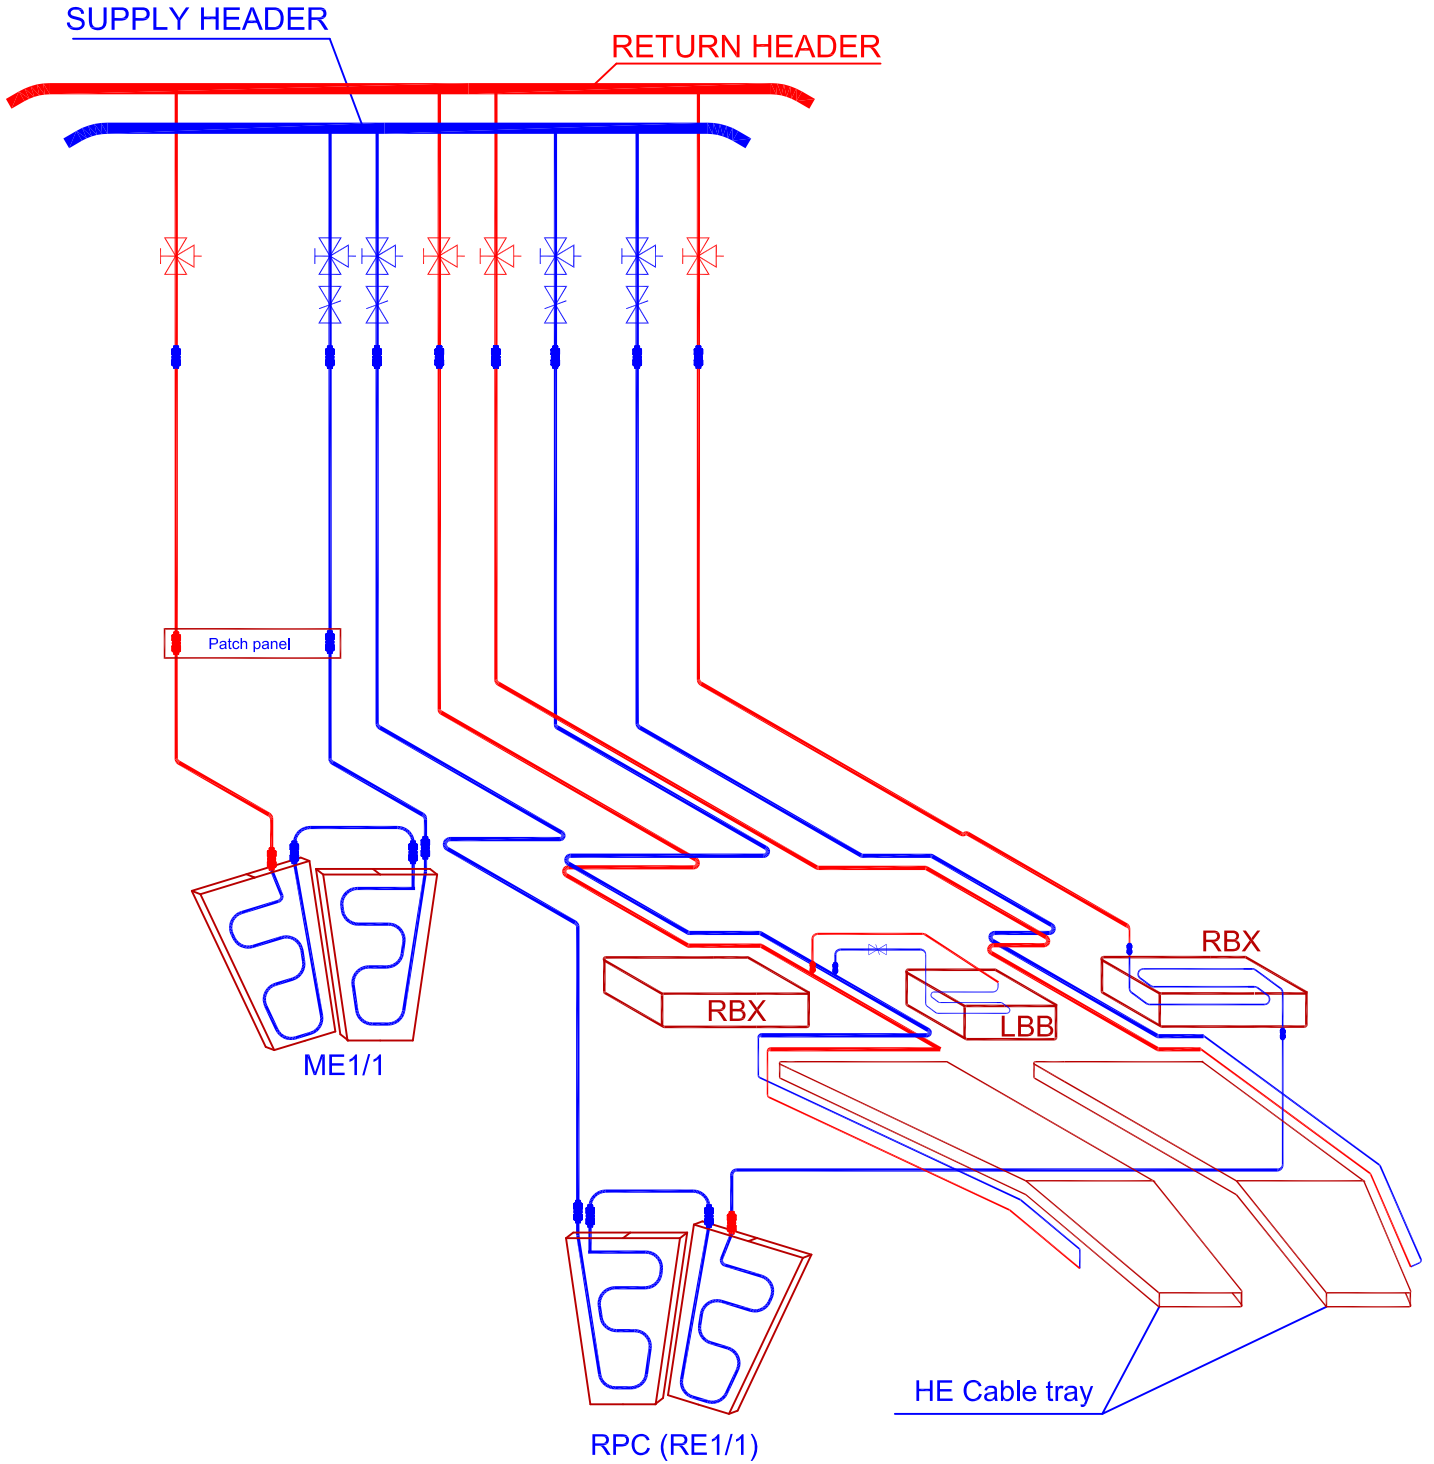 SUPPLY HEADER
RETURN HEADER
Patch panel
RBX
RBX
LBB
ME1/1
HE Cable tray
RPC (RE1/1)